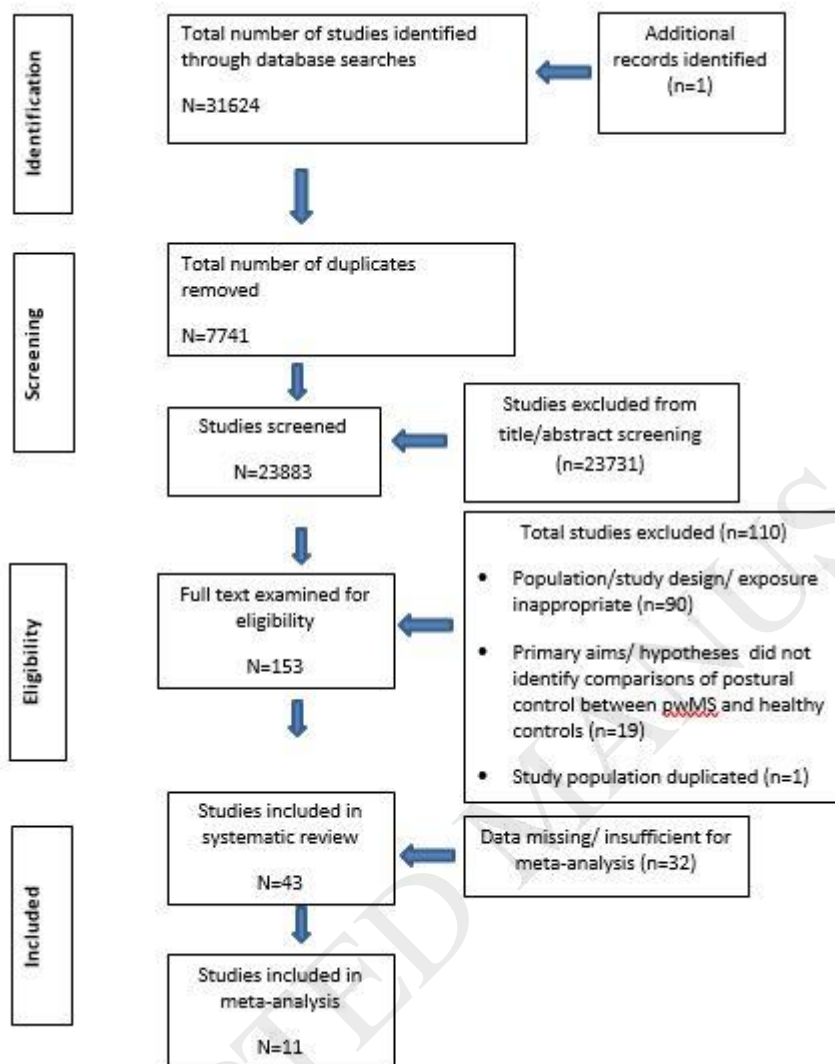 Identification
Total number of studies identified
through database searches
N=31624
Additional
records identified
(n=1)
Screening
Total number of duplicates
removed
N=7741
Studies screened
N=23883
Studies excluded from
title/abstract screening
(n=23731)
Eligibility
Full text examined for
eligibility
N=153
Total studies excluded (n=110)
• Population/study design/ exposure
inappropriate (n=90)
• Primary aims/ hypotheses did not
identify comparisons of postural
control between pwMS and healthy
controls (n=19)
• Study population duplicated (n=1)
Included
Studies included in
systematic review
N=43
Data missing/ insufficient for
meta-analysis (n=32)
Studies included in
meta-analysis
N=11
TED MANUS